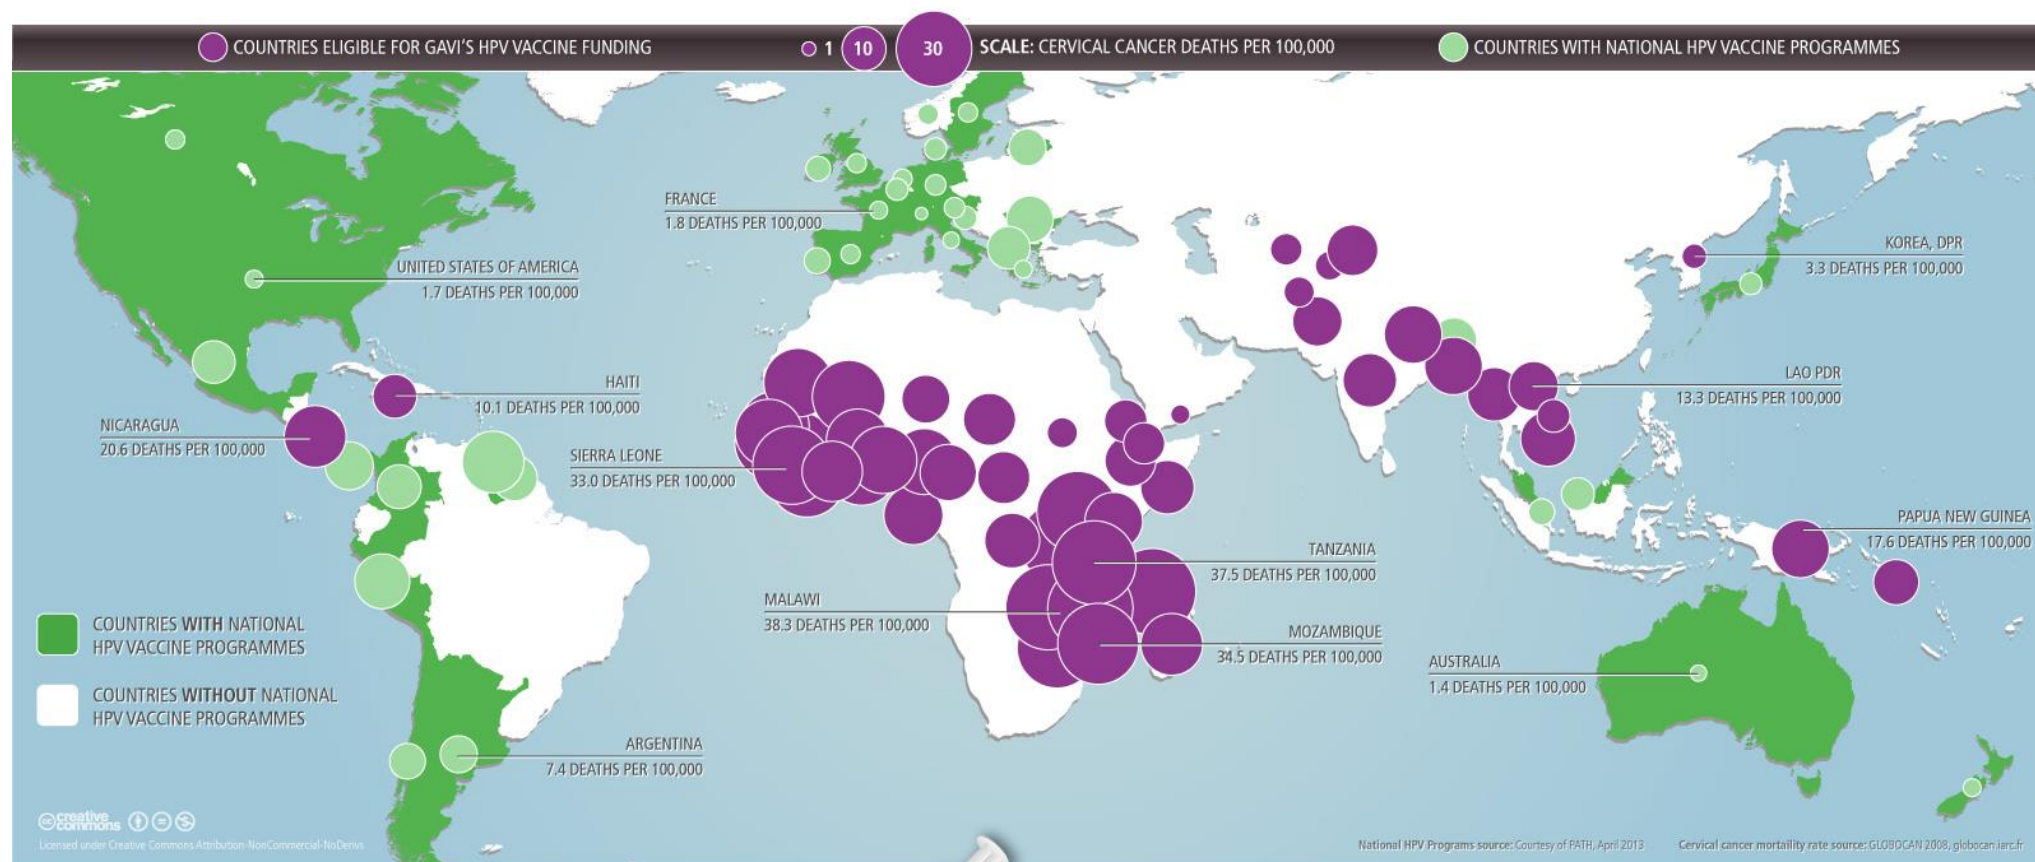 COUNTRIES ELIGIBLE FOR GAVI'S HPV VACCINE FUNDING
1 10 30 SCALE: CERVICAL CANCER DEATHS PER 100,000
COUNTRIES WITH NATIONAL HPV VACCINE PROGRAMMES
FRANCE
1.8 DEATHS PER 100,000
UNITED STATES OF AMERICA
1.7 DEATHS PER 100,000
KOREA, DPR
3.3 DEATHS PER 100,000
HAITI
10.1 DEATHS PER 100,000
LAO PDR
13.3 DEATHS PER 100,000
NICARAGUA
20.6 DEATHS PER 100,000
SIERRA LEONE
33.0 DEATHS PER 100,000
PAPUA NEW GUINEA
17.6 DEATHS PER 100,000
TANZANIA
37.5 DEATHS PER 100,000
MALAWI
38.3 DEATHS PER 100,000
MOZAMBIQUE
34.5 DEATHS PER 100,000
AUSTRALIA
1.4 DEATHS PER 100,000
COUNTRIES WITH NATIONAL
HPV VACCINE PROGRAMMES
COUNTRIES WITHOUT NATIONAL
HPV VACCINE PROGRAMMES
ARGENTINA
7.4 DEATHS PER 100,000
cc creative
commons
Licensed under Creative Commons Attribution-NonCommercial-NoDerivs
National HPV Programs source: Courtesy of PATH, April 2013
Cervical cancer mortaility rate source: GLOBOCAN 2008, globocan.iarc.fr